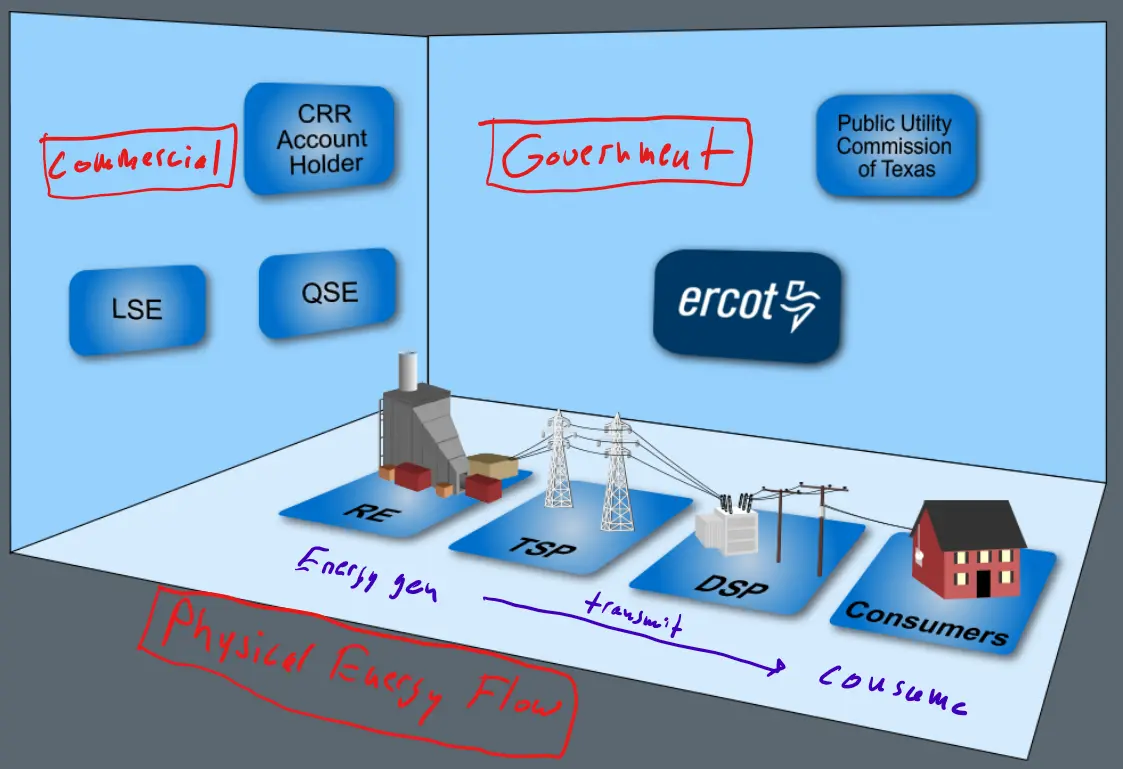 Commercial
CRR
Account
Holder
LSE
QSE
Government
Public Utility
Commission
of Texas
ercot
RE
TSP
DSP
Consumers
Energy gen
transmit
consume
Physical Energy Flow